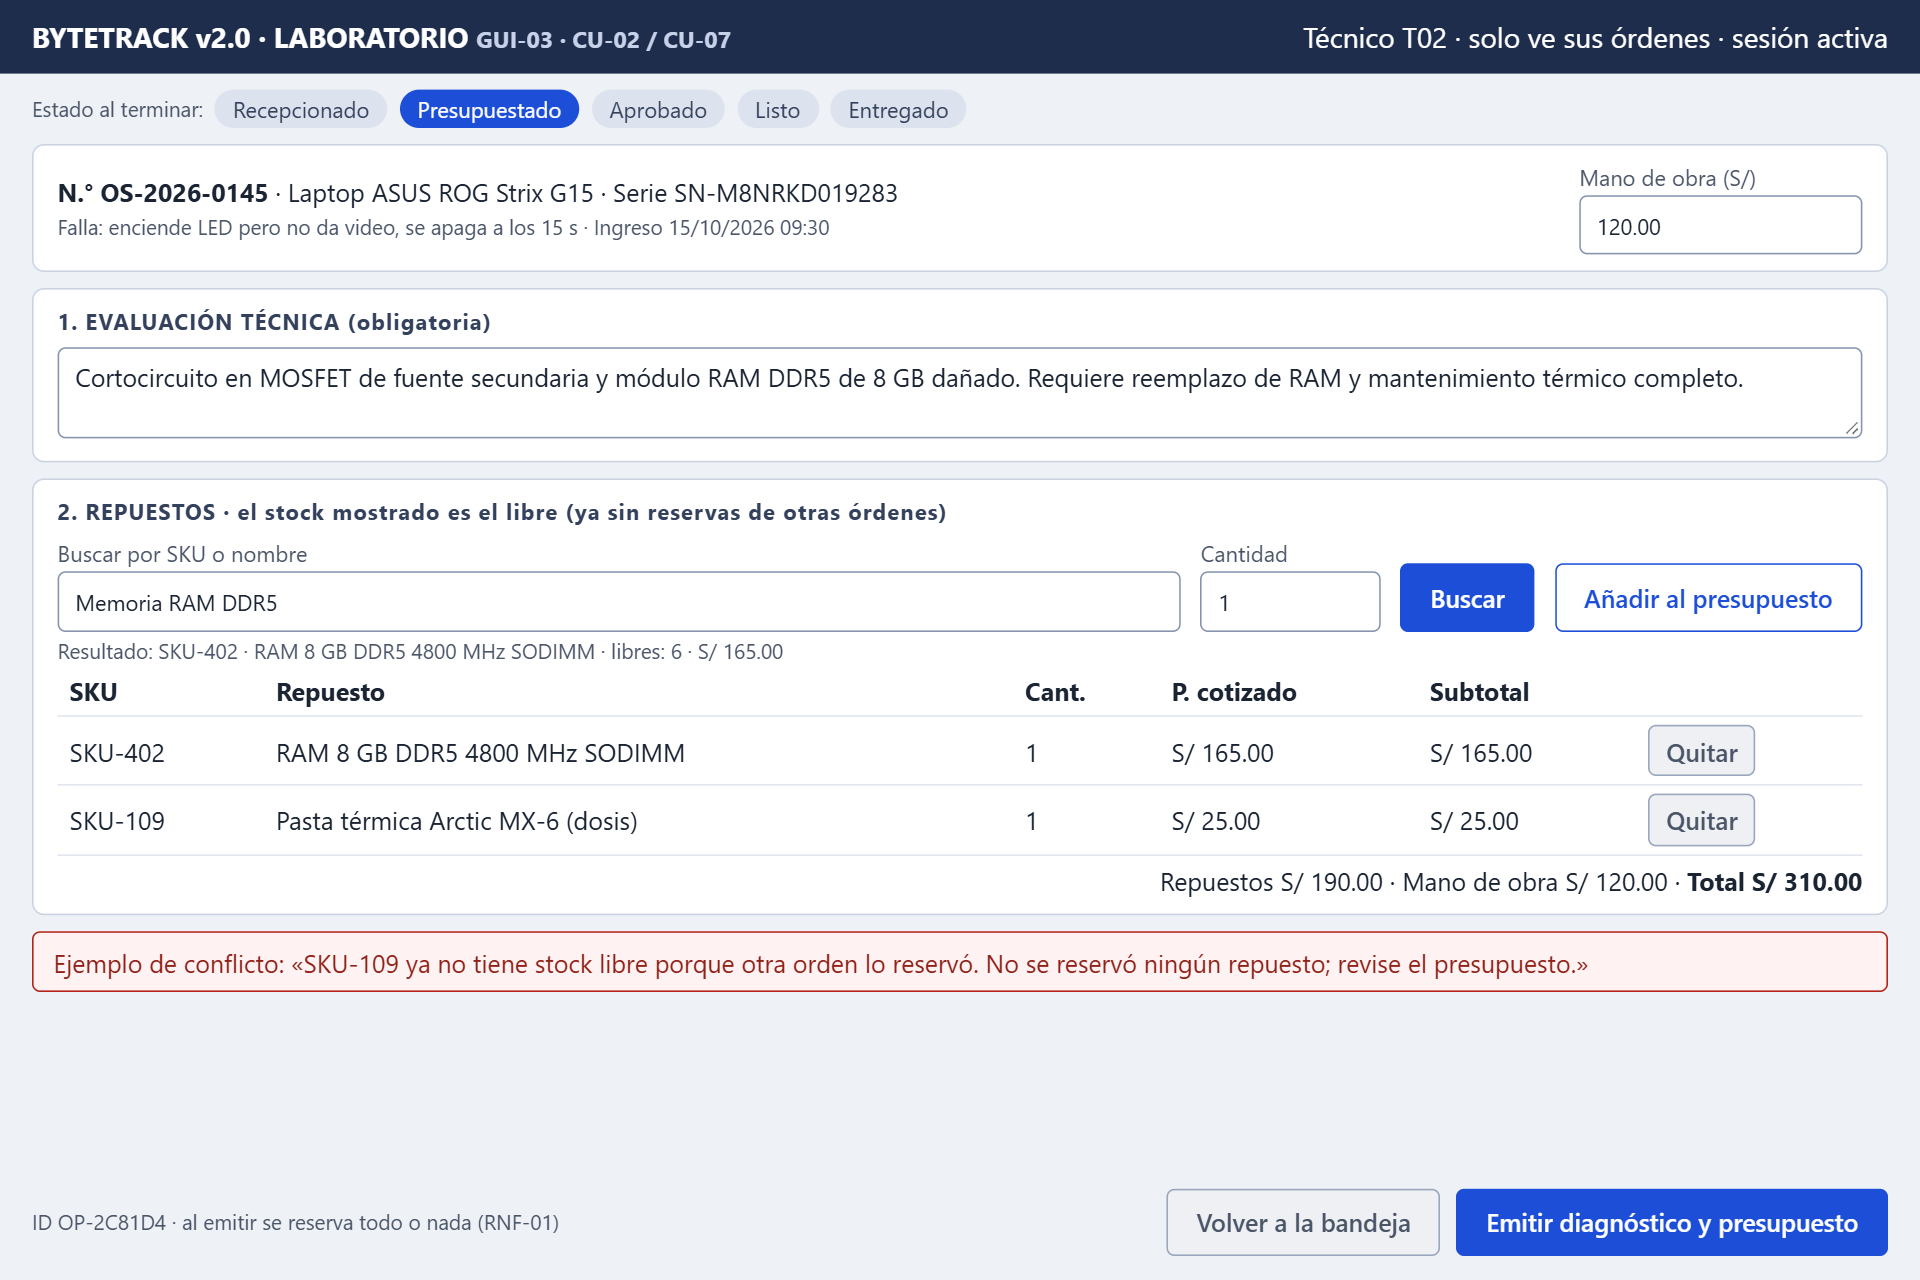 BYTETRACK v2.0 · LABORATORIO GUI-03 · CU-02 / CU-07
Técnico T02 · solo ve sus órdenes · sesión activa
Estado al terminar: Recepcionado Presupuestado Aprobado Listo Entregado
N.° OS-2026-0145 · Laptop ASUS ROG Strix G15 · Serie SN-M8NRKD019283
Falla: enciende LED pero no da video, se apaga a los 15 s · Ingreso 15/10/2026 09:30
Mano de obra (S/)
120.00
1. EVALUACIÓN TÉCNICA (obligatoria)
Cortocircuito en MOSFET de fuente secundaria y módulo RAM DDR5 de 8 GB dañado. Requiere reemplazo de RAM y mantenimiento térmico completo.
2. REPUESTOS · el stock mostrado es el libre (ya sin reservas de otras órdenes)
Buscar por SKU o nombre Cantidad
Memoria RAM DDR5 1 Buscar Añadir al presupuesto
Resultado: SKU-402 · RAM 8 GB DDR5 4800 MHz SODIMM · libres: 6 · S/ 165.00
SKU Repuesto Cant. P. cotizado Subtotal
SKU-402 RAM 8 GB DDR5 4800 MHz SODIMM 1 S/ 165.00 S/ 165.00 Quitar
SKU-109 Pasta térmica Arctic MX-6 (dosis) 1 S/ 25.00 S/ 25.00 Quitar
Repuestos S/ 190.00 · Mano de obra S/ 120.00 · Total S/ 310.00
Ejemplo de conflicto: «SKU-109 ya no tiene stock libre porque otra orden lo reservó. No se reservó ningún repuesto; revise el presupuesto.»
ID OP-2C81D4 · al emitir se reserva todo o nada (RNF-01)
Volver a la bandeja Emitir diagnóstico y presupuesto